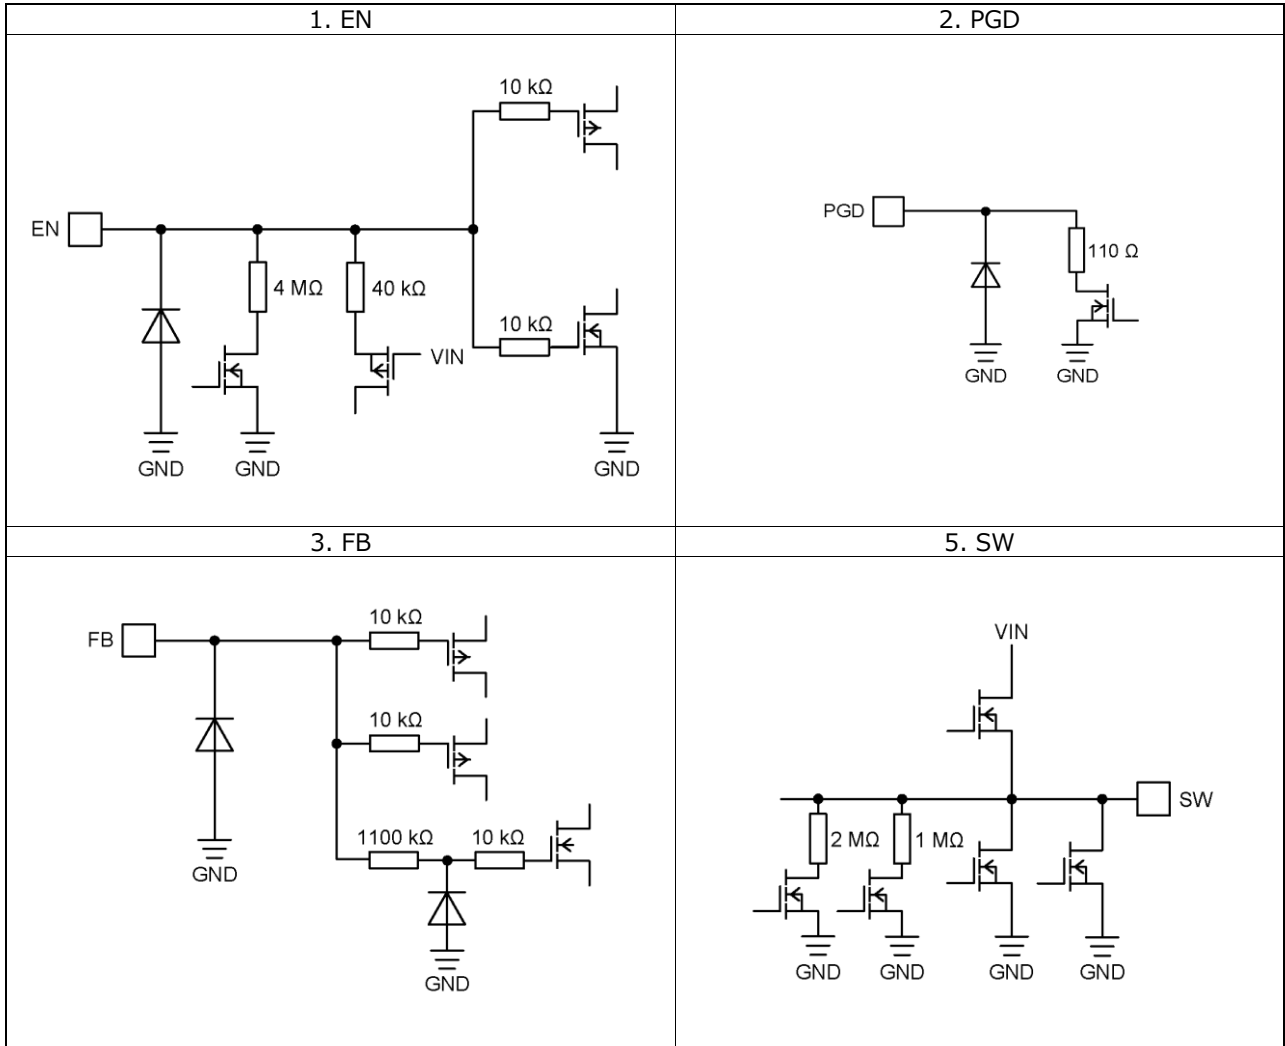 1. EN
2. PGD
10 kΩ
EN
4 MΩ
40 kΩ
10 kΩ
VIN
GND
GND
GND
PGD
110 Ω
GND
GND
3. FB
5. SW
FB
10 kΩ
10 kΩ
1100 kΩ
10 kΩ
GND
GND
VIN
SW
2 MΩ
1 MΩ
GND
GND
GND
GND